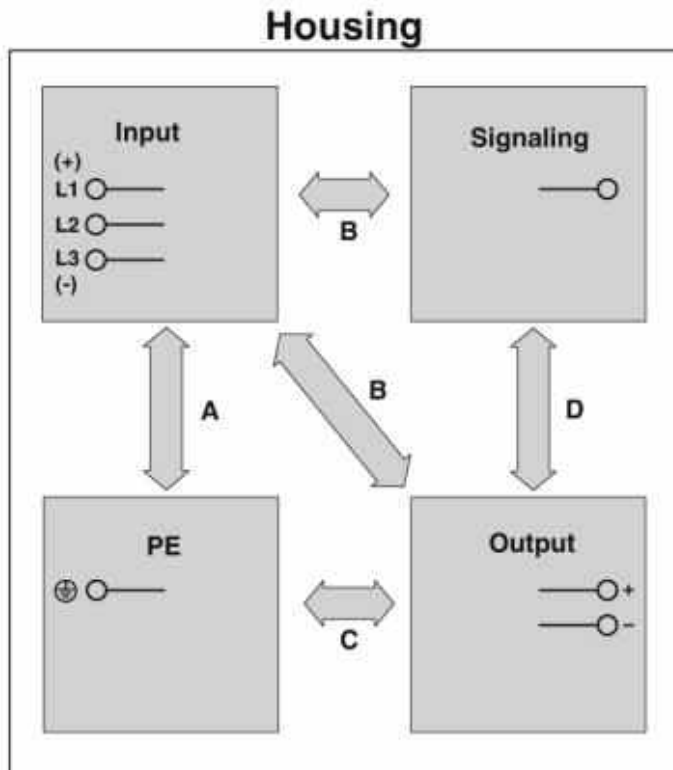 Housing
Input
(+)
L1
L2
L3
(-)
B
Signaling
A
B
D
PE
C
Output
+
–